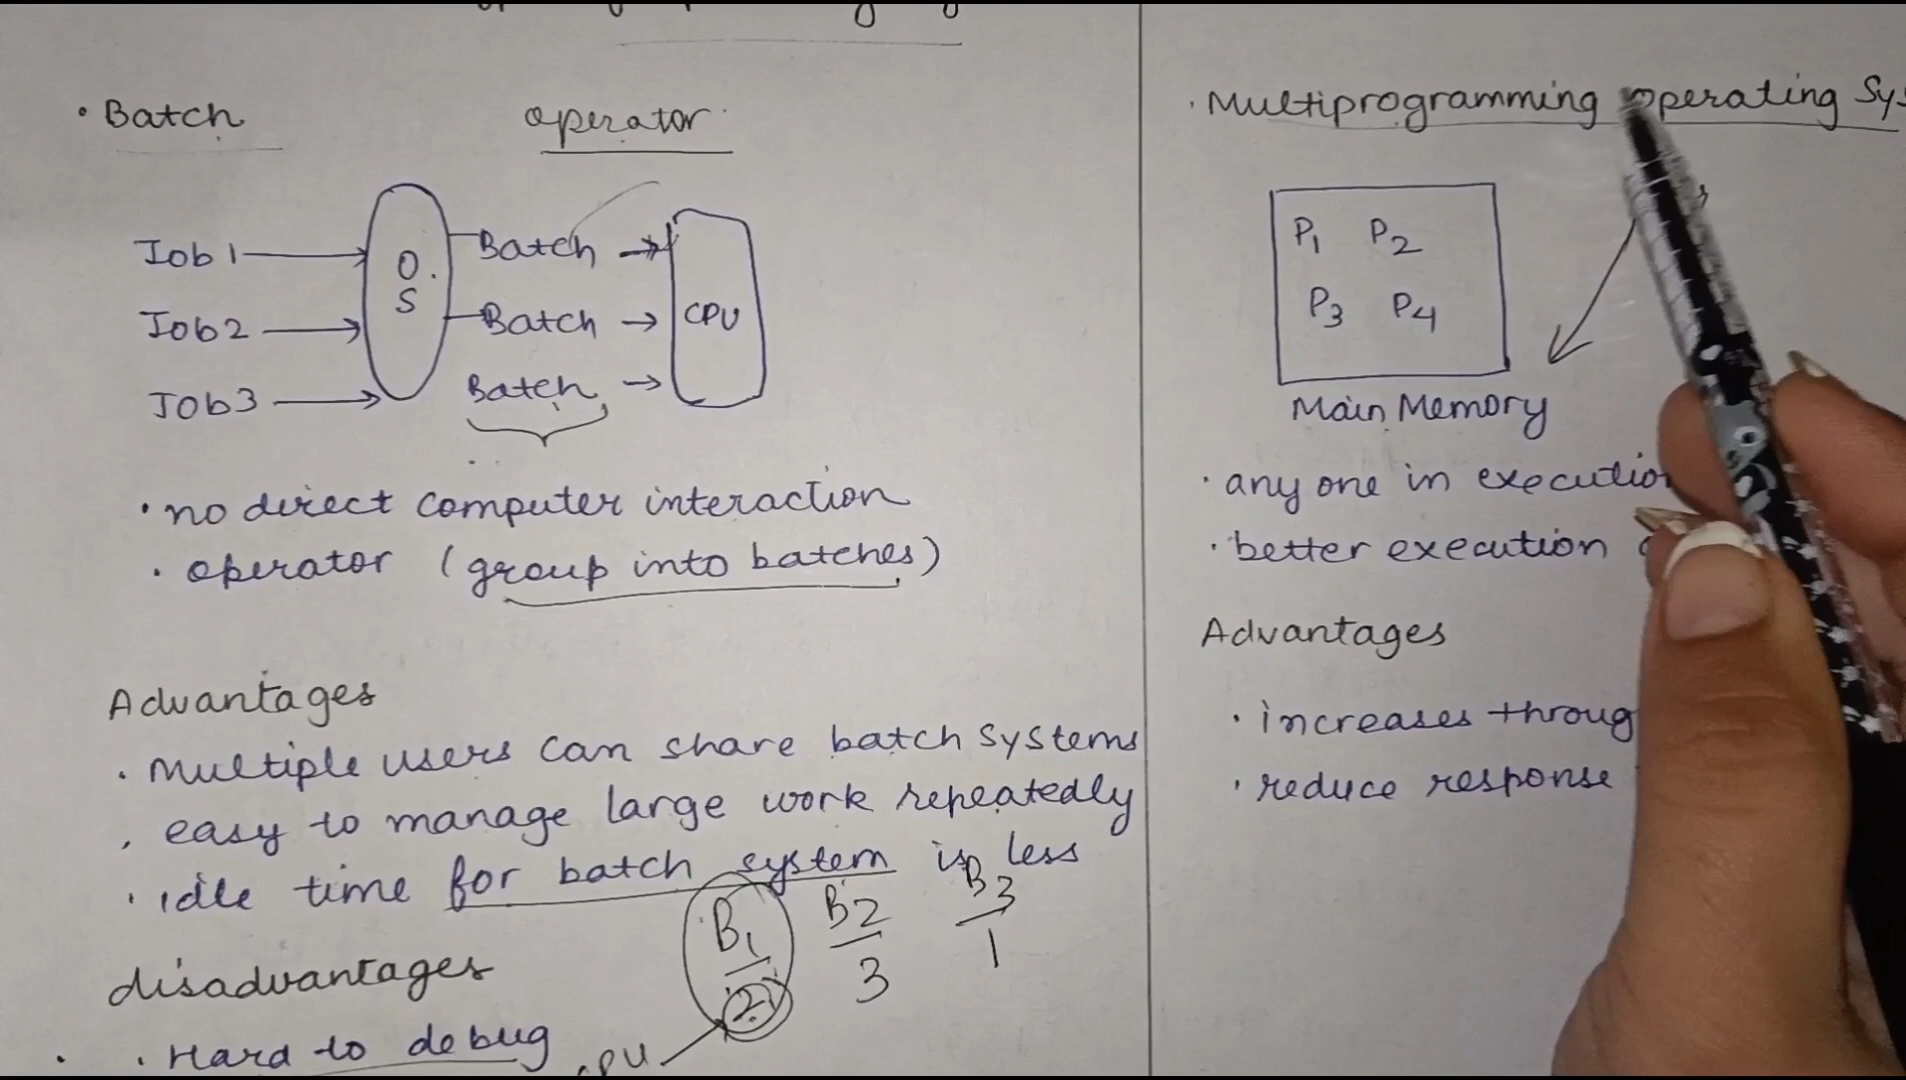 • Batch
operator
Job 1
Job2
Job3
O.
S
Batch
Batch
Batch
CPU
• no direct computer interaction
• operator (group into batches)
Advantages
• Multiple users can share batch systems
• easy to manage large work repeatedly
• idle time for batch system is less
B1 B2 B3
2 3 1
disadvantages
• Hard to debug
• Multiprogramming operating
P1 P2
P3 P4
Main Memory
• any one in
• better execution
Advantages
• increases
• reduce response